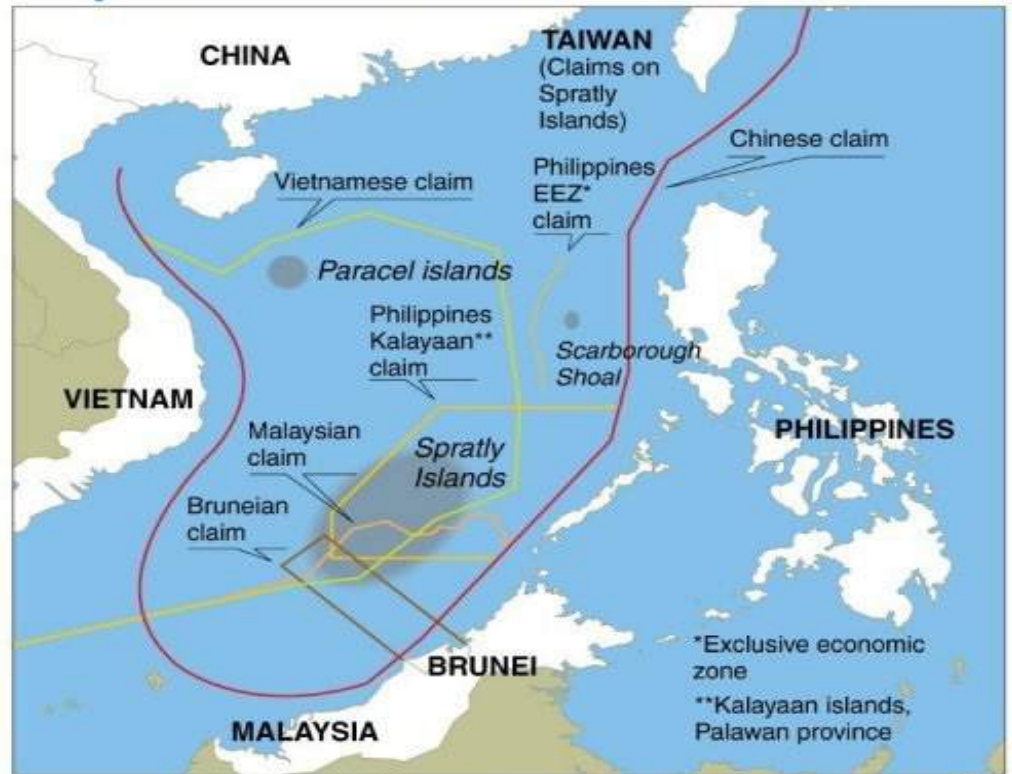 CHINA
TAIWAN
(Claims on
Spratly
Islands)
Chinese claim
Philippines
EEZ*
claim
Vietnamese claim
Paracel islands
Philippines
Kalayaan**
claim
Scarborough
Shoal
VIETNAM
PHILIPPINES
Malaysian
claim
Spratly
Islands
Bruneian
claim
BRUNEI
*Exclusive economic
zone
**Kalayaan islands,
Palawan province
MALAYSIA